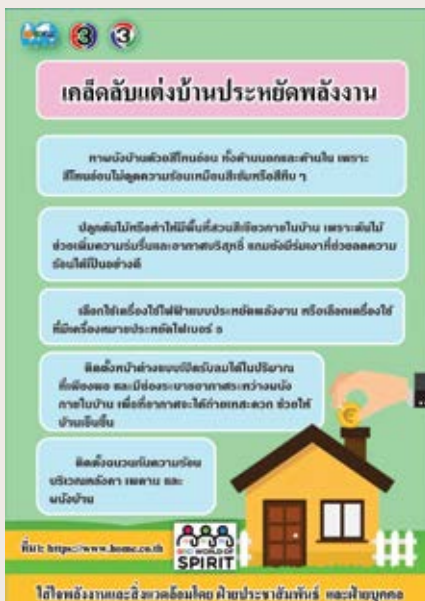 3
3
เคล็ดลับแต่งบ้านประหยัดพลังงาน
ทาผนังบ้านด้วยสีโทนอ่อน ทั้งด้านนอกและด้านใน เพราะ
สีโทนอ่อนไม่ดูดความร้อนเหมือนสีเข้มหรือสีทึบ ๆ
ปลูกต้นไม้หรือทำให้มีพื้นที่สวนสีเขียวภายในบ้าน เพราะต้นไม้
ช่วยเพิ่มความร่มรื่นและอากาศบริสุทธิ์ แถมยังมีร่มเงาที่ช่วยลดความ
ร้อนได้เป็นอย่างดี
เลือกใช้เครื่องใช้ไฟฟ้าแบบประหยัดพลังงาน หรือเลือกเครื่องใช้
ที่มีเครื่องหมายประหยัดไฟเบอร์ 5
ติดตั้งหน้าต่างแบบเปิดรับลมได้ในปริมาณ
ที่เพียงพอ และมีช่องระบายอากาศระหว่างผนัง
ภายในบ้าน เพื่อที่อากาศจะได้ถ่ายเทสะดวก ช่วยให้
บ้านเย็นขึ้น
ติดตั้งฉนวนกันความร้อน
บริเวณหลังคา เพดาน และ
ผนังบ้าน
ที่มา: https://www.home.co.th
WORLD OF
SPIRIT
ใส่ใจพลังงานและสิ่งแวดล้อมโดย ฝ่ายประชาสัมพันธ์ และฝ่ายบุคคล